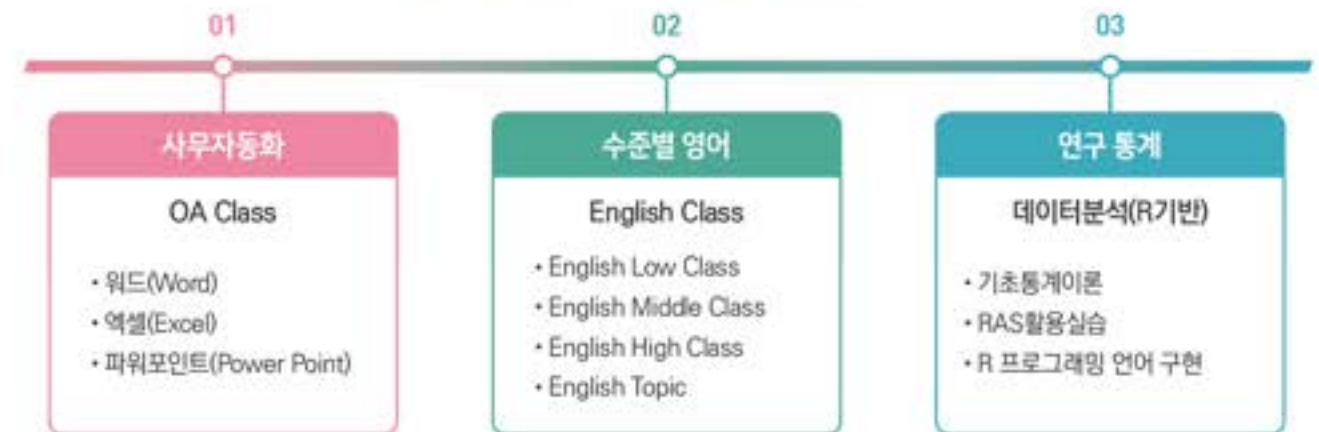 01
사무자동화
OA Class
• 워드(Word)
• 엑셀(Excel)
• 파워포인트(Power Point)
02
수준별 영어
English Class
• English Low Class
• English Middle Class
• English High Class
• English Topic
03
연구 통계
데이터분석(R기반)
• 기초통계이론
• RAS활용실습
• R 프로그래밍 언어 구현